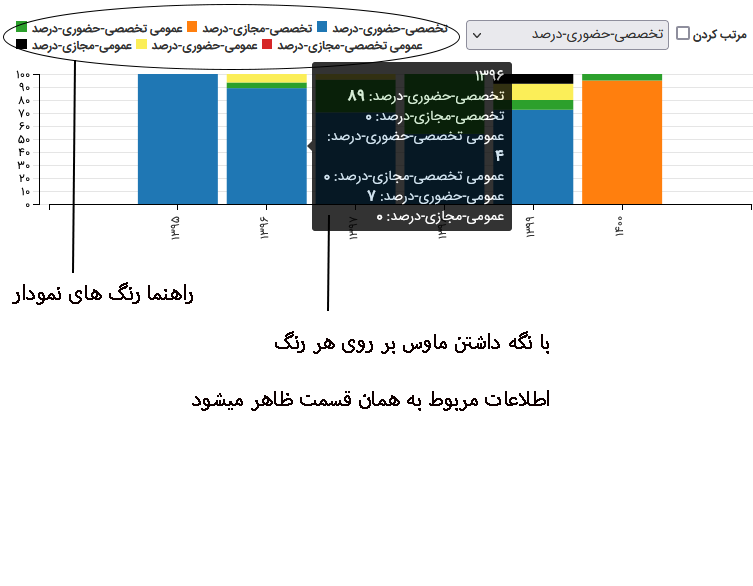 مرتب کردن
تخصصی-حضوری-درصد
تخصصی-حضوری-درصد تخصصی-مجازی-درصد عمومی تخصصی-حضوری-درصد
عمومی تخصصی-مجازی-درصد عمومی-حضوری-درصد عمومی-مجازی-درصد
۱۰۰
۹۰
۸۰
۷۰
۶۰
۵۰
۴۰
۳۰
۲۰
۱۰
۰
۱۳۹۶
تخصصی-حضوری-درصد: ۸۹
تخصصی-مجازی-درصد: ۰
عمومی تخصصی-حضوری-درصد:
۴
عمومی تخصصی-مجازی-درصد: ۰
عمومی-حضوری-درصد: ۷
عمومی-مجازی-درصد: ۰
۱۳۹۵
۱۳۹۶
۱۳۹۷
۱۳۹۹
۱۴۰۰
راهنما رنگ های نمودار
با نگه داشتن ماوس بر روی هر رنگ
اطلاعات مربوط به همان قسمت ظاهر میشود